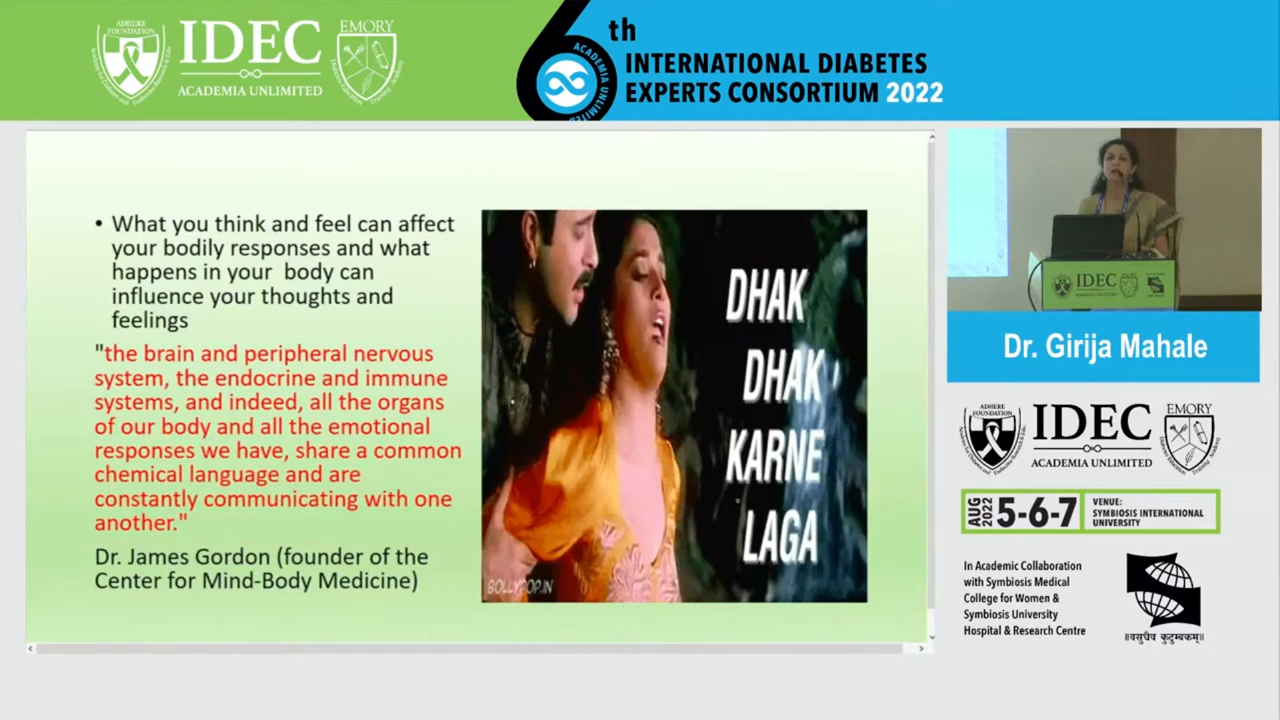 ADHERE
FOUNDATION
IDEC
ACADEMIA UNLIMITED
EMORY
6th
ACADEMIA UNLIMITED
INTERNATIONAL DIABETES
EXPERTS CONSORTIUM 2022
• What you think and feel can affect
your bodily responses and what
happens in your body can
influence your thoughts and
feelings
"the brain and peripheral nervous
system, the endocrine and immune
systems, and indeed, all the organs
of our body and all the emotional
responses we have, share a common
chemical language and are
constantly communicating with one
another."
Dr. James Gordon (founder of the
Center for Mind-Body Medicine)
DHAK
DHAK
KARNE
LAGA
BOLLYPOP.IN
IDEC
Dr. Girija Mahale
ADHERE
FOUNDATION
IDEC
ACADEMIA UNLIMITED
EMORY
AUG
2022
5-6-7
VENUE:
SYMBIOSIS INTERNATIONAL
UNIVERSITY
In Academic Collaboration
with Symbiosis Medical
College for Women &
Symbiosis University
Hospital & Research Centre
॥वसुधैव कुटुम्बकम्॥